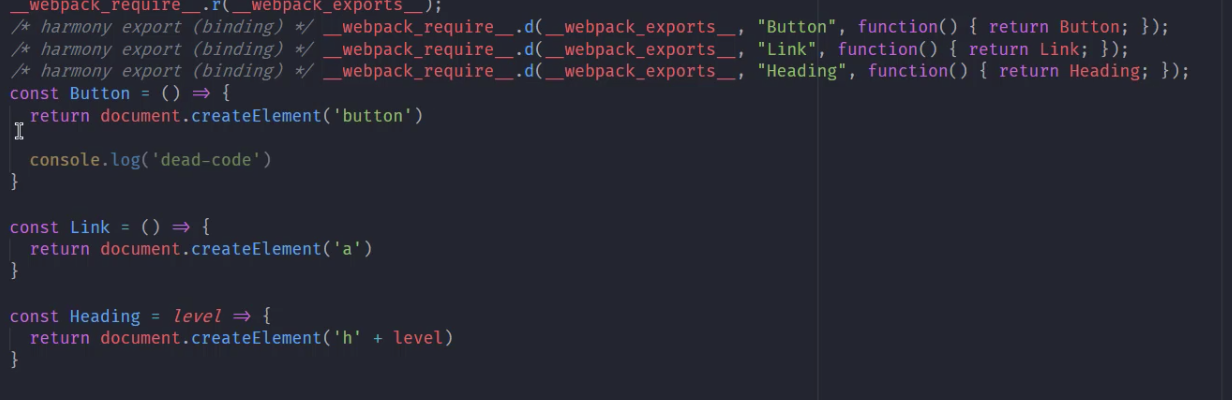 __webpack_require__.r(__webpack_exports__);
/* harmony export (binding) */ __webpack_require__.d(__webpack_exports__, "Button", function() { return Button; });
/* harmony export (binding) */ __webpack_require__.d(__webpack_exports__, "Link", function() { return Link; });
/* harmony export (binding) */ __webpack_require__.d(__webpack_exports__, "Heading", function() { return Heading; });
const Button = () => {
  return document.createElement('button')
  console.log('dead-code')
}
const Link = () => {
  return document.createElement('a')
}
const Heading = level => {
  return document.createElement('h' + level)
}